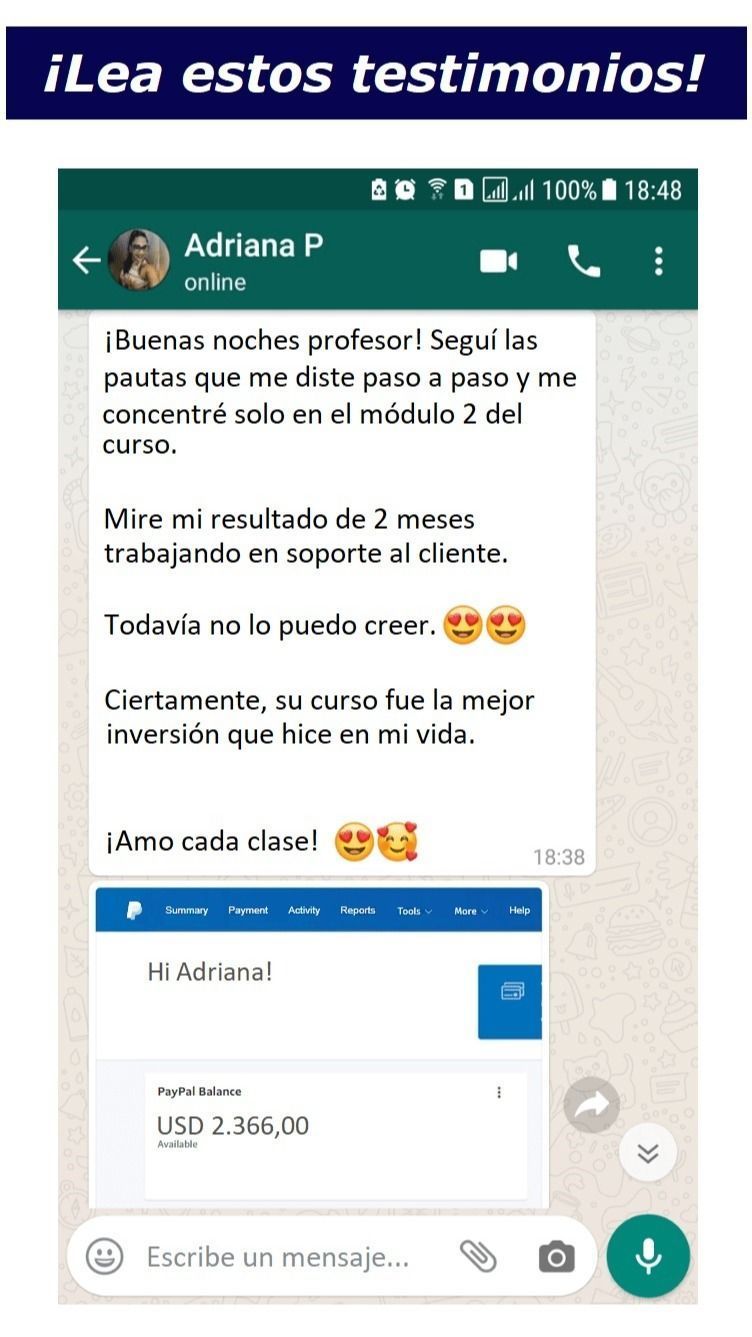 ¡Lea estos testimonios!
1 100% 18:48
Adriana P
online
¡Buenas noches profesor! Seguí las
pautas que me diste paso a paso y me
concentré solo en el módulo 2 del
curso.
Mire mi resultado de 2 meses
trabajando en soporte al cliente.
Todavía no lo puedo creer. 😍😍
Ciertamente, su curso fue la mejor
inversión que hice en mi vida.
¡Amo cada clase! 😍🥰
18:38
Summary Payment Activity Reports Tools More Help
Hi Adriana!
PayPal Balance
USD 2.366,00
Available
Escribe un mensaje...